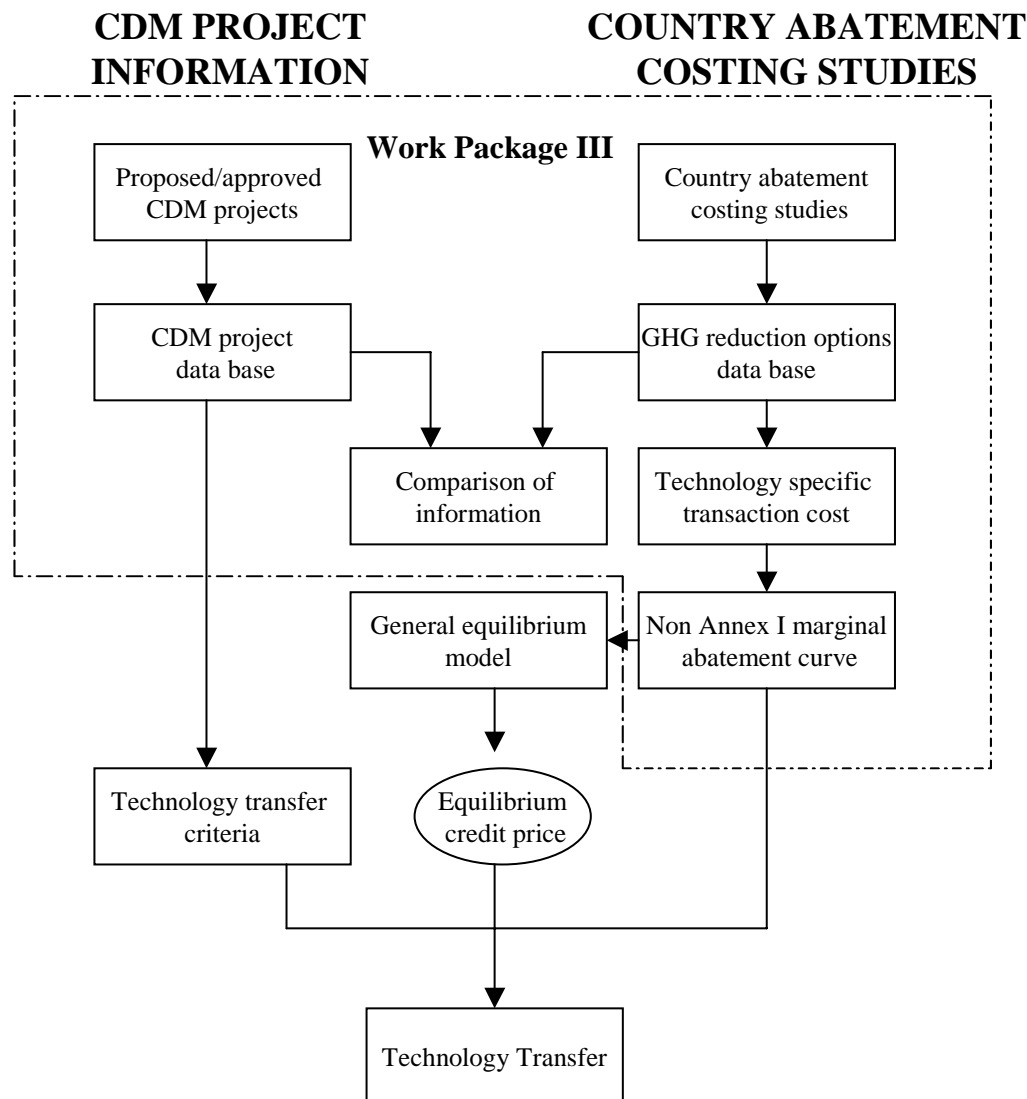 CDM PROJECT
INFORMATION
COUNTRY ABATEMENT
COSTING STUDIES
Work Package III
Proposed/approved
CDM projects
Country abatement
costing studies
CDM project
data base
GHG reduction options
data base
Comparison of
information
Technology specific
transaction cost
General equilibrium
model
Non Annex I marginal
abatement curve
Technology transfer
criteria
Equilibrium
credit price
Technology Transfer